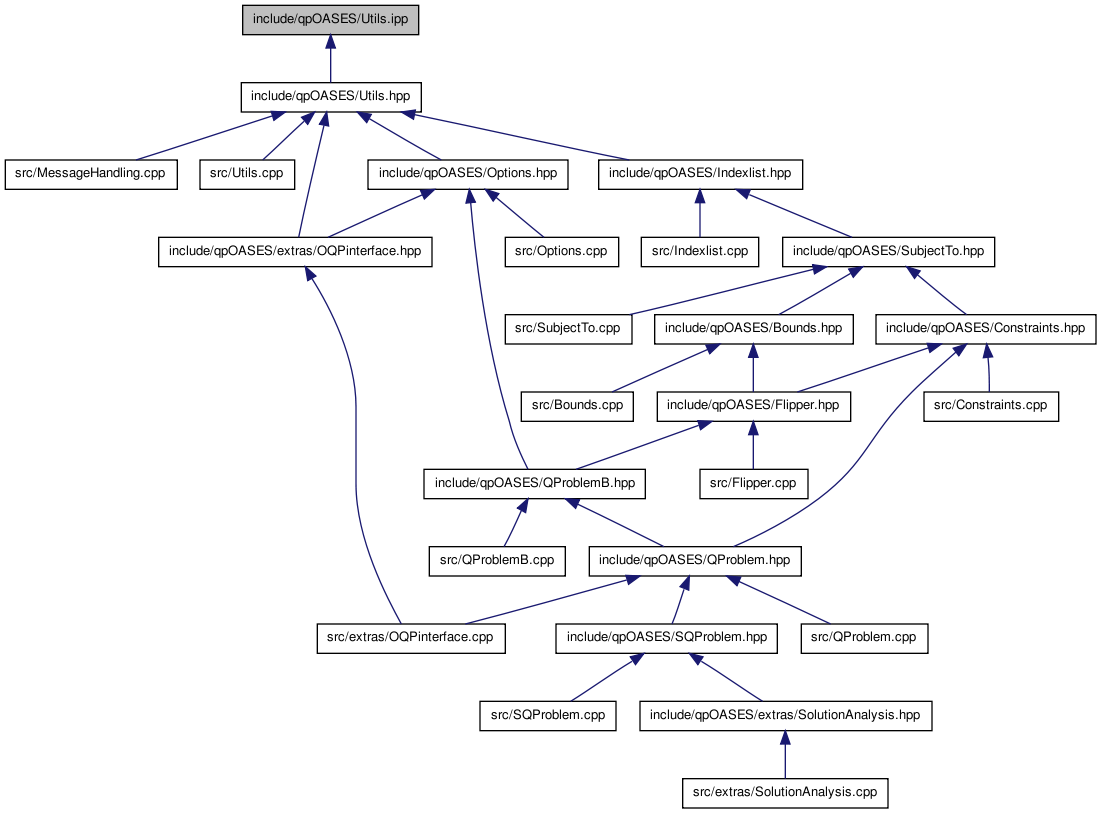 include/qpOASES/Utils.ipp
include/qpOASES/Utils.hpp
src/MessageHandling.cpp
src/Utils.cpp
include/qpOASES/Options.hpp
include/qpOASES/Indexlist.hpp
include/qpOASES/extras/OQPinterface.hpp
src/Options.cpp
src/Indexlist.cpp
include/qpOASES/SubjectTo.hpp
src/SubjectTo.cpp
include/qpOASES/Bounds.hpp
include/qpOASES/Constraints.hpp
src/Bounds.cpp
include/qpOASES/Flipper.hpp
src/Constraints.cpp
include/qpOASES/QProblemB.hpp
src/Flipper.cpp
src/QProblemB.cpp
include/qpOASES/QProblem.hpp
src/extras/OQPinterface.cpp
include/qpOASES/SQProblem.hpp
src/QProblem.cpp
src/SQProblem.cpp
include/qpOASES/extras/SolutionAnalysis.hpp
src/extras/SolutionAnalysis.cpp